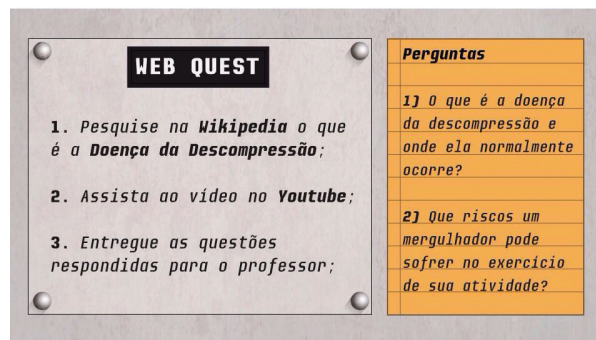 WEB QUEST
1. Pesquise na Wikipedia o que
é a Doença da Descompressão;
2. Assista ao vídeo no Youtube;
3. Entregue as questões
respondidas para o professor;
Perguntas
1) O que é a doença
da descompressão e
onde ela normalmente
ocorre?
2) Que riscos um
mergulhador pode
sofrer no exercício
de sua atividade?